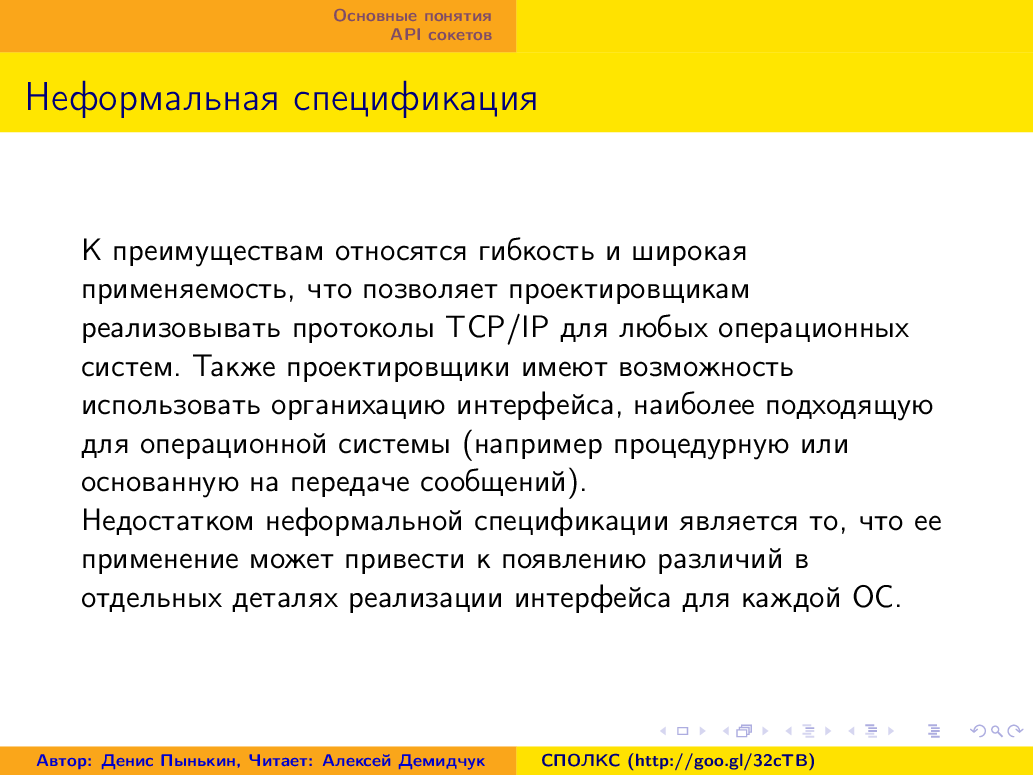 Основные понятия
API сокетов
Неформальная спецификация
К преимуществам относятся гибкость и широкая
применяемость, что позволяет проектировщикам
реализовывать протоколы TCP/IP для любых операционных
систем. Также проектировщики имеют возможность
использовать органихацию интерфейса, наиболее подходящую
для операционной системы (например процедурную или
основанную на передаче сообщений).
Недостатком неформальной спецификации является то, что ее
применение может привести к появлению различий в
отдельных деталях реализации интерфейса для каждой ОС.
Автор: Денис Пынькин, Читает: Алексей Демидчук
СПОЛКС (http://goo.gl/32cTB)